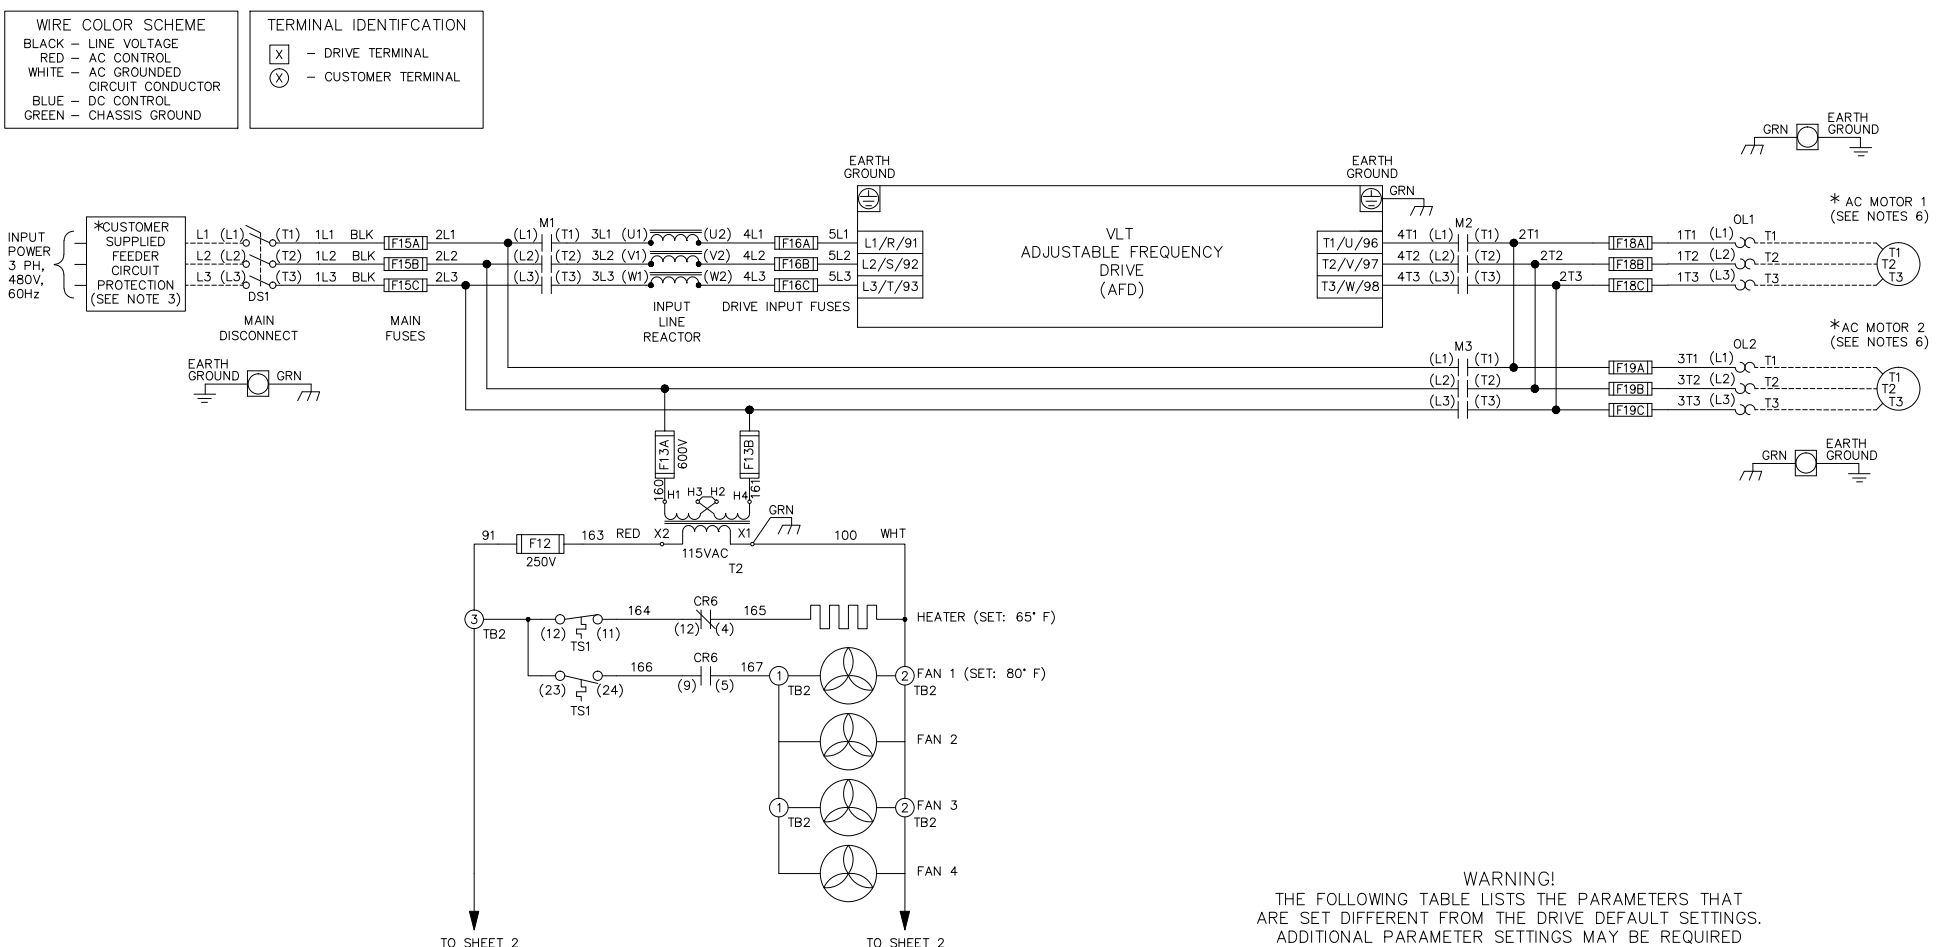 WIRE COLOR SCHEME
BLACK – LINE VOLTAGE
RED – AC CONTROL
WHITE – AC GROUNDED
CIRCUIT CONDUCTOR
BLUE – DC CONTROL
GREEN – CHASSIS GROUND
TERMINAL IDENTIFCATION
X – DRIVE TERMINAL
X – CUSTOMER TERMINAL
GRN EARTH
GROUND
INPUT
POWER
3 PH,
480V,
60Hz
*CUSTOMER
SUPPLIED
FEEDER
CIRCUIT
PROTECTION
(SEE NOTE 3)
L1 (L1) (T1) 1L1 BLK F15A 2L1
L2 (L2) (T2) 1L2 BLK F15B 2L2
L3 (L3) (T3) 1L3 BLK F15C 2L3
DS1
MAIN
DISCONNECT
MAIN
FUSES
M1
(L1) (T1) 3L1 (U1) (U2) 4L1 F16A 5L1
(L2) (T2) 3L2 (V1) (V2) 4L2 F16B 5L2
(L3) (T3) 3L3 (W1) (W2) 4L3 F16C 5L3
INPUT
LINE
REACTOR
DRIVE INPUT FUSES
EARTH
GROUND
L1/R/91
L2/S/92
L3/T/93
VLT
ADJUSTABLE FREQUENCY
DRIVE
(AFD)
EARTH
GROUND
GRN
T1/U/96
T2/V/97
T3/W/98
M2
4T1 (L1) (T1) 2T1 F18A 1T1 (L1) T1
4T2 (L2) (T2) 2T2 F18B 1T2 (L2) T2
4T3 (L3) (T3) 2T3 F18C 1T3 (L3) T3
OL1
* AC MOTOR 1
(SEE NOTES 6)
T1
T2
T3
M3
(L1) (T1) F19A 3T1 (L1) T1
(L2) (T2) F19B 3T2 (L2) T2
(L3) (T3) F19C 3T3 (L3) T3
OL2
* AC MOTOR 2
(SEE NOTES 6)
T1
T2
T3
EARTH
GROUND GRN
GRN EARTH
GROUND
F13A
600V
F13B
160 H1 H3 H2 H4 161
GRN
91 F12 163 RED X2 X1 100 WHT
250V
115VAC
T2
3
TB2
(12) (11) 164 CR6 165 HEATER (SET: 65° F)
TS1
(12) (4)
(23) (24) 166 CR6 167 1 2 FAN 1 (SET: 80° F)
TS1
(9) (5)
TB2 TB2
FAN 2
1 2 FAN 3
TB2 TB2
FAN 4
TO SHEET 2
TO SHEET 2
WARNING!
THE FOLLOWING TABLE LISTS THE PARAMETERS THAT
ARE SET DIFFERENT FROM THE DRIVE DEFAULT SETTINGS.
ADDITIONAL PARAMETER SETTINGS MAY BE REQUIRED